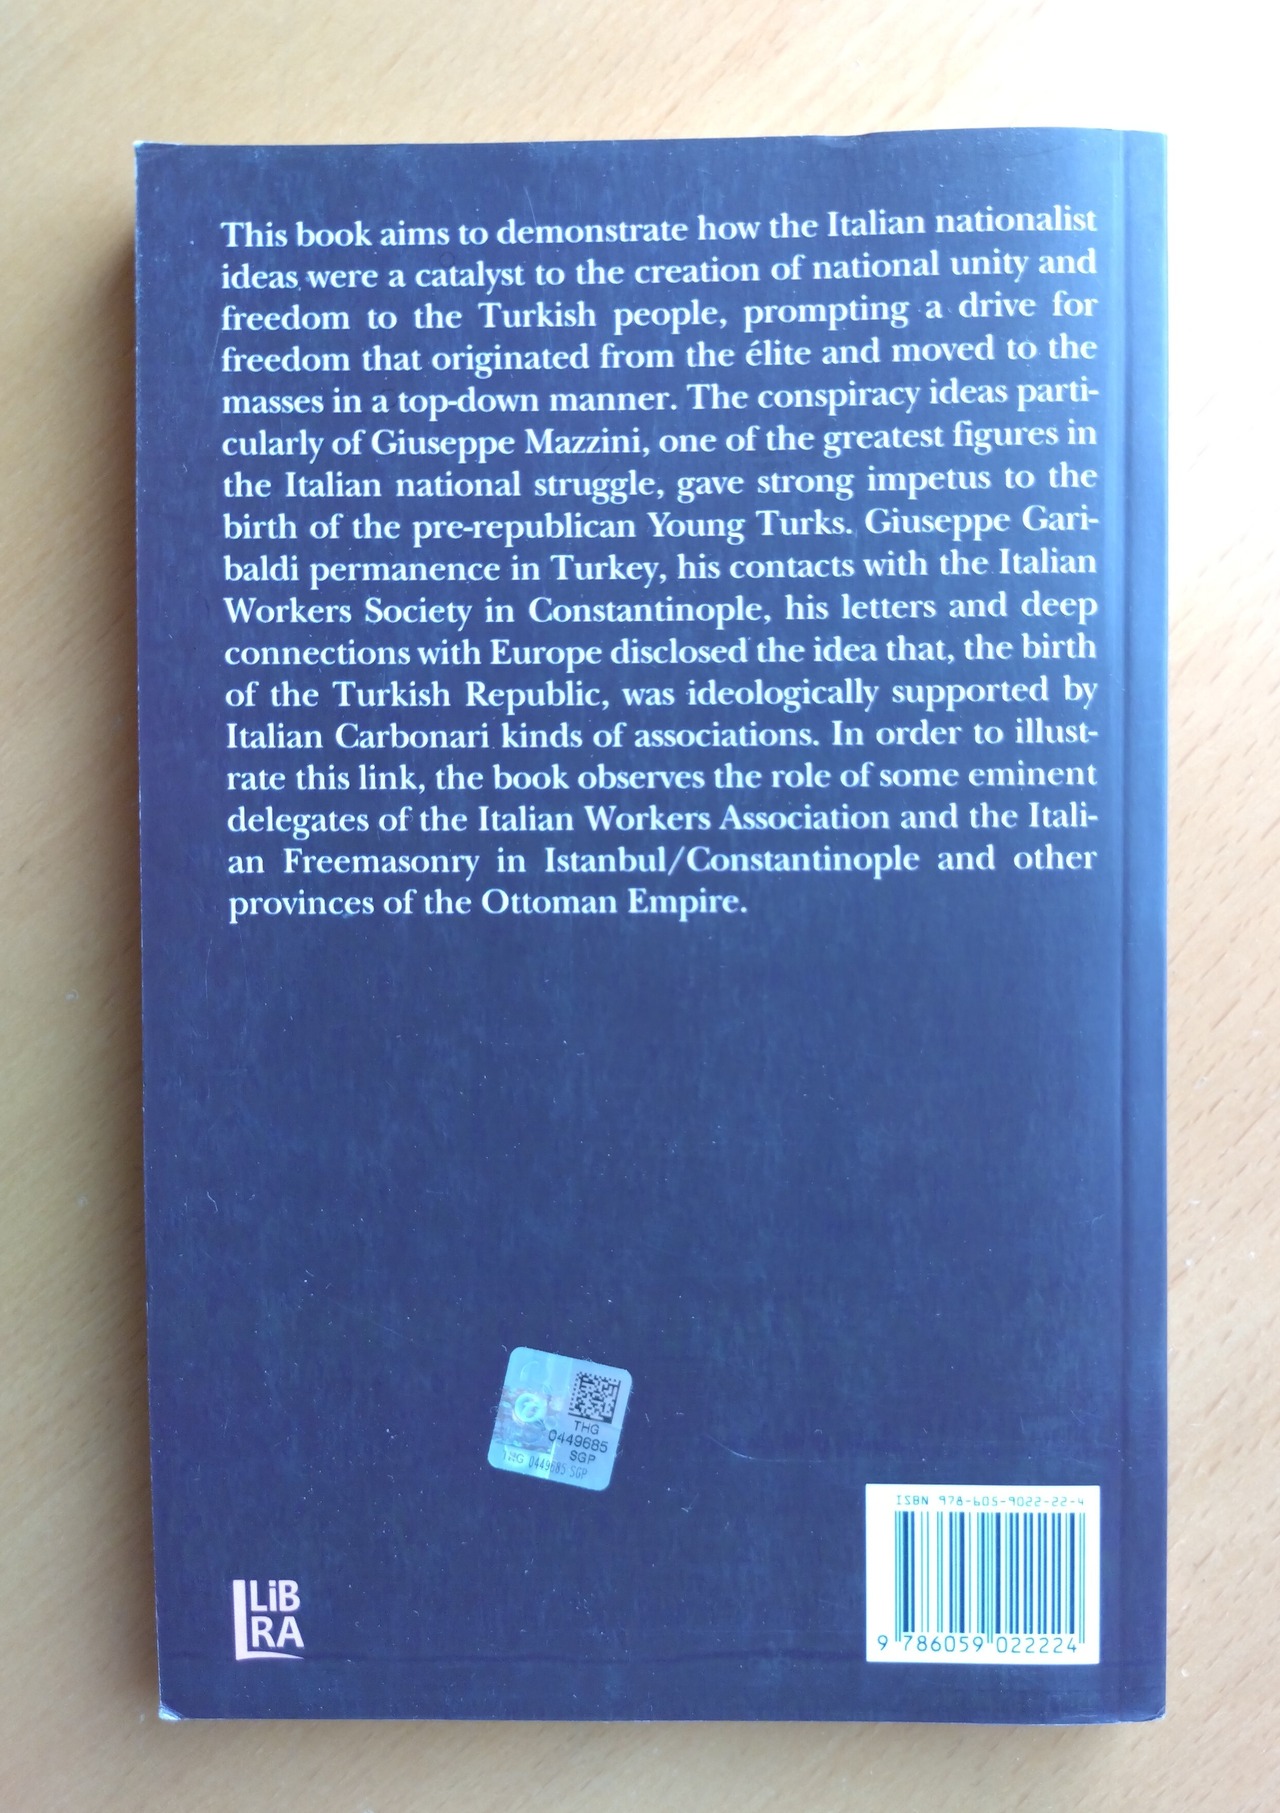 This book aims to demonstrate how the Italian nationalist
ideas were a catalyst to the creation of national unity and
freedom to the Turkish people, prompting a drive for
freedom that originated from the élite and moved to the
masses in a top-down manner. The conspiracy ideas parti-
cularly of Giuseppe Mazzini, one of the greatest figures in
the Italian national struggle, gave strong impetus to the
birth of the pre-republican Young Turks. Giuseppe Gari-
baldi permanence in Turkey, his contacts with the Italian
Workers Society in Constantinople, his letters and deep
connections with Europe disclosed the idea that, the birth
of the Turkish Republic, was ideologically supported by
Italian Carbonari kinds of associations. In order to illust-
rate this link, the book observes the role of some eminent
delegates of the Italian Workers Association and the Itali-
an Freemasonry in Istanbul/Constantinople and other
provinces of the Ottoman Empire.
THG
0449685
SGP
THG 0449685 SGP
LiB
RA
ISBN 978-605-9022-22-4
9 786059 022224